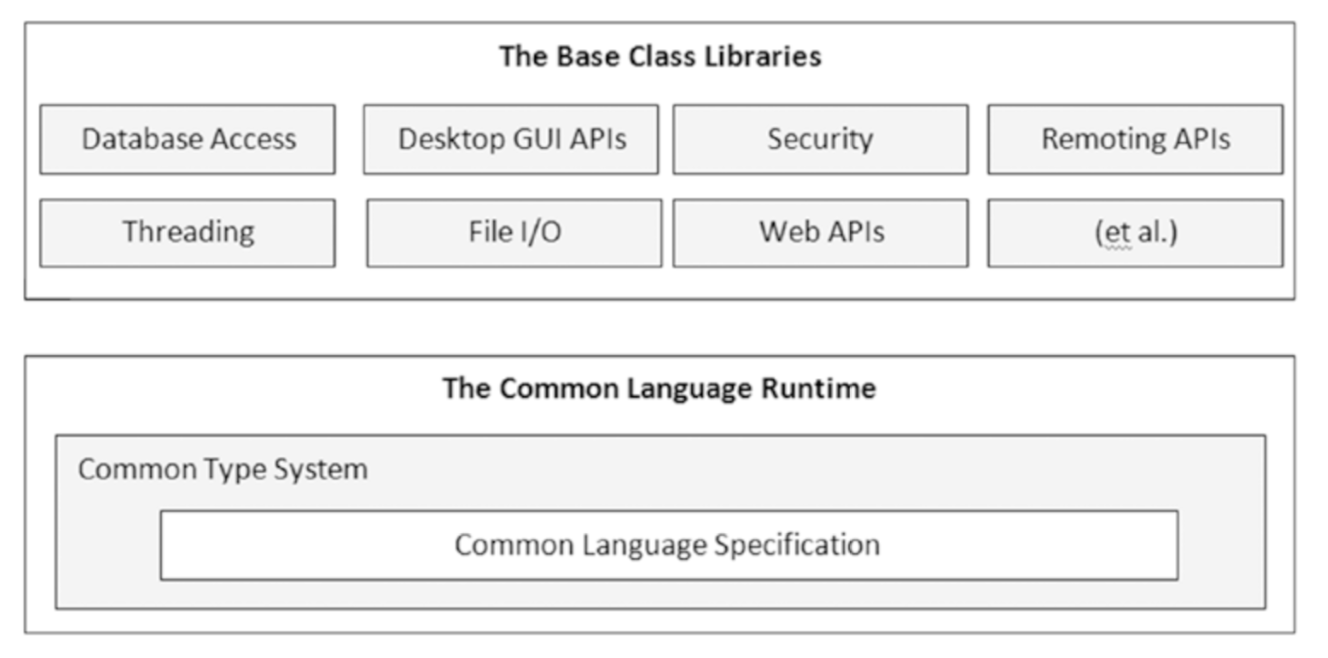 The Base Class Libraries
Database Access
Desktop GUI APIs
Security
Remoting APIs
Threading
File I/O
Web APIs
(et al.)
The Common Language Runtime
Common Type System
Common Language Specification